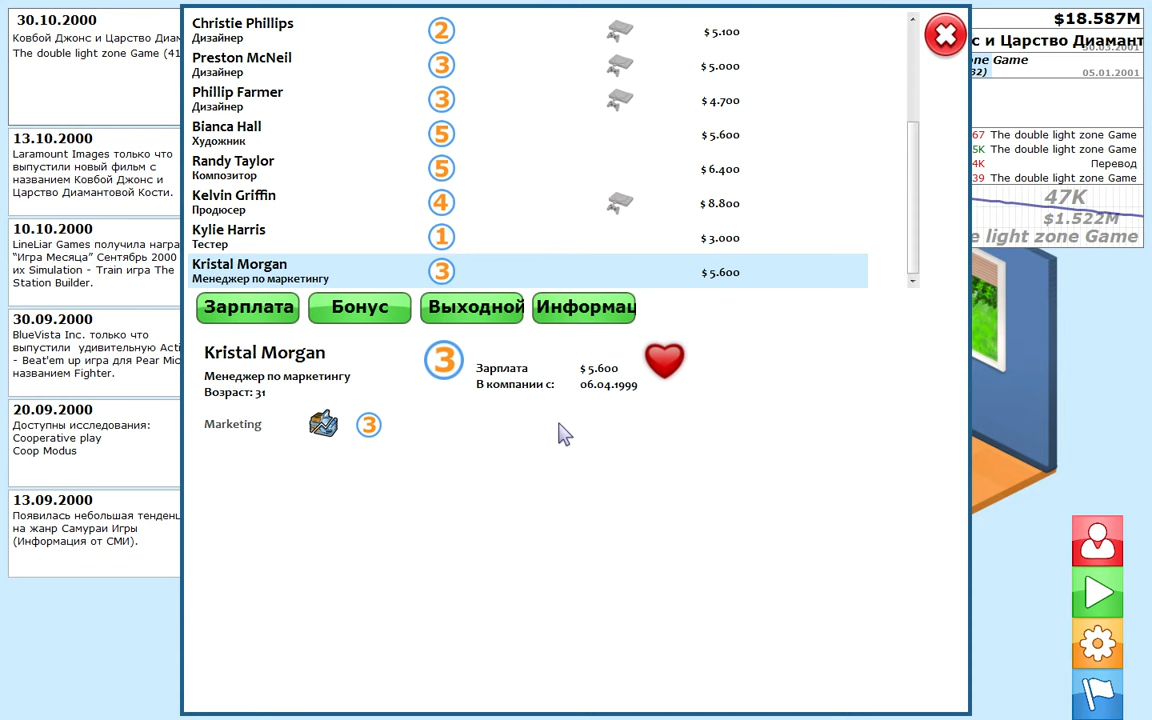 30.10.2000
Ковбой Джонс и Царство Диам
The double light zone Game (41
13.10.2000
Laramount Images только что
выпустили новый фильм с
названием Ковбой Джонс и
Царство Диамантовой Кости.
10.10.2000
LineLiar Games получила награ
"Игра Месяца" Сентябрь 2000
их Simulation - Train игра The
Station Builder.
30.09.2000
BlueVista Inc. только что
выпустили удивительную Acti
- Beat'em up игра для Pear Mic
названием Fighter.
20.09.2000
Доступны исследования:
Cooperative play
Coop Modus
13.09.2000
Появилась небольшая тенденц
на жанр Самураи Игры
(Информация от СМИ).
Christie Phillips
Дизайнер
2
$ 5.100
Preston McNeil
Дизайнер
3
$ 5.000
Phillip Farmer
Дизайнер
3
$ 4.700
Bianca Hall
Художник
5
$ 5.600
Randy Taylor
Композитор
5
$ 6.400
Kelvin Griffin
Продюсер
4
$ 8.800
Kylie Harris
Тестер
1
$ 3.000
Kristal Morgan
Менеджер по маркетингу
3
$ 5.600
Зарплата
Бонус
Выходной
Информац
Kristal Morgan
Менеджер по маркетингу
Возраст: 31
3
Зарплата
$ 5.600
В компании с:
06.04.1999
Marketing
3
$18.587M
с и Царство Диамант
30.03.2001
one Game
32)
05.01.2001
67 The double light zone Game
5K The double light zone Game
4K Перевод
39 The double light zone Game
47K
$1.522M
e light zone Game